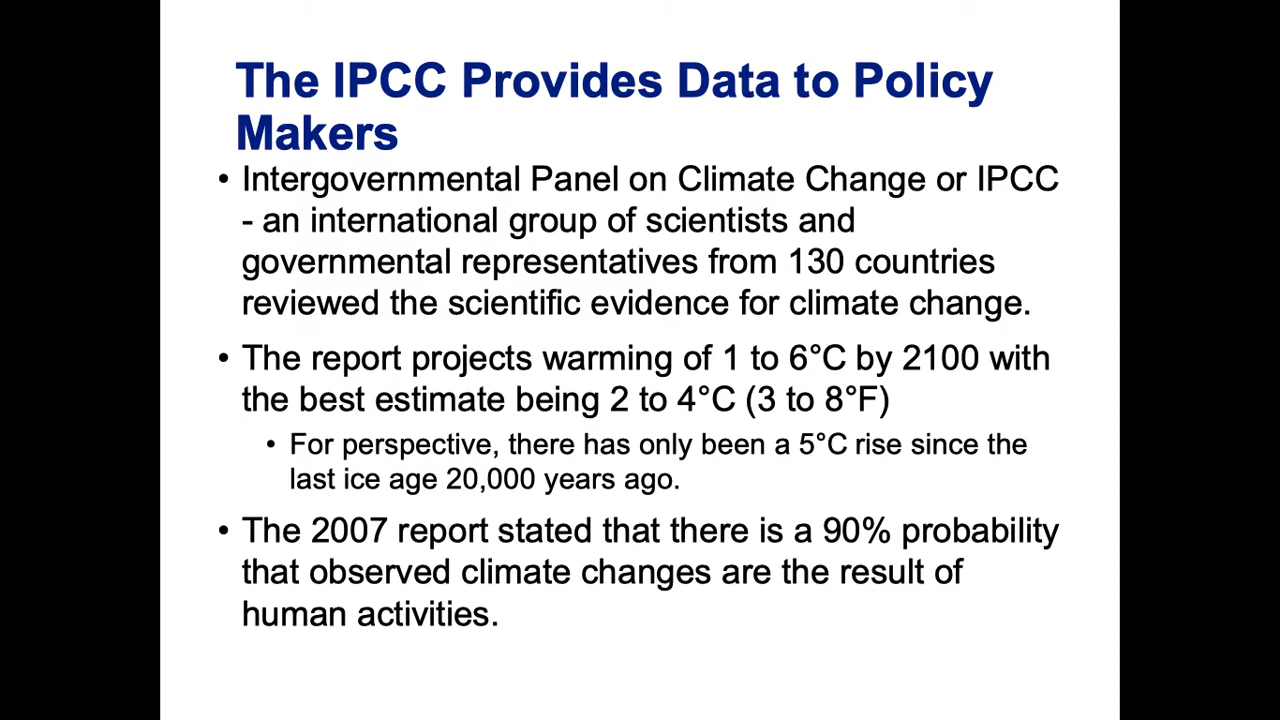 The IPCC Provides Data to Policy
Makers
• Intergovernmental Panel on Climate Change or IPCC
- an international group of scientists and
governmental representatives from 130 countries
reviewed the scientific evidence for climate change.
• The report projects warming of 1 to 6°C by 2100 with
the best estimate being 2 to 4°C (3 to 8°F)
• For perspective, there has only been a 5°C rise since the
last ice age 20,000 years ago.
• The 2007 report stated that there is a 90% probability
that observed climate changes are the result of
human activities.